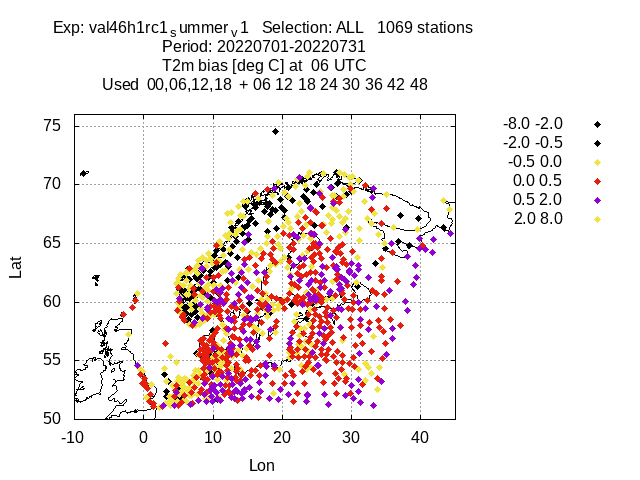 Exp: val46h1rc1summerv1 Selection: ALL 1069 stations
Period: 20220701-20220731
T2m bias [deg C] at 06 UTC
Used 00,06,12,18 + 06 12 18 24 30 36 42 48
-8.0 -2.0
-2.0 -0.5
-0.5 0.0
0.0 0.5
0.5 2.0
2.0 8.0
75
70
65
60
55
50
Lat
-10 0 10 20 30 40
Lon